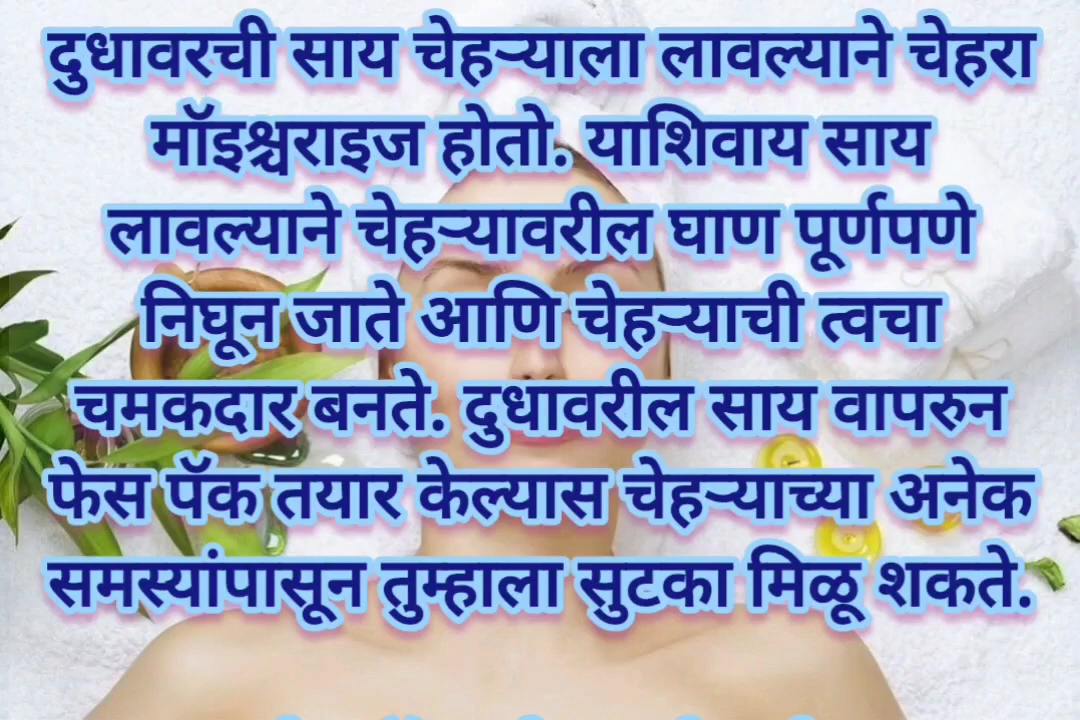 दुधावरची साय चेहऱ्याला लावल्याने चेहरा
मॉइश्चराइज होतो. याशिवाय साय
लावल्याने चेहऱ्यावरील घाण पूर्णपणे
निघून जाते आणि चेहऱ्याची त्वचा
चमकदार बनते. दुधावरील साय वापरुन
फेस पॅक तयार केल्यास चेहऱ्याच्या अनेक
समस्यांपासून तुम्हाला सुटका मिळू शकते.